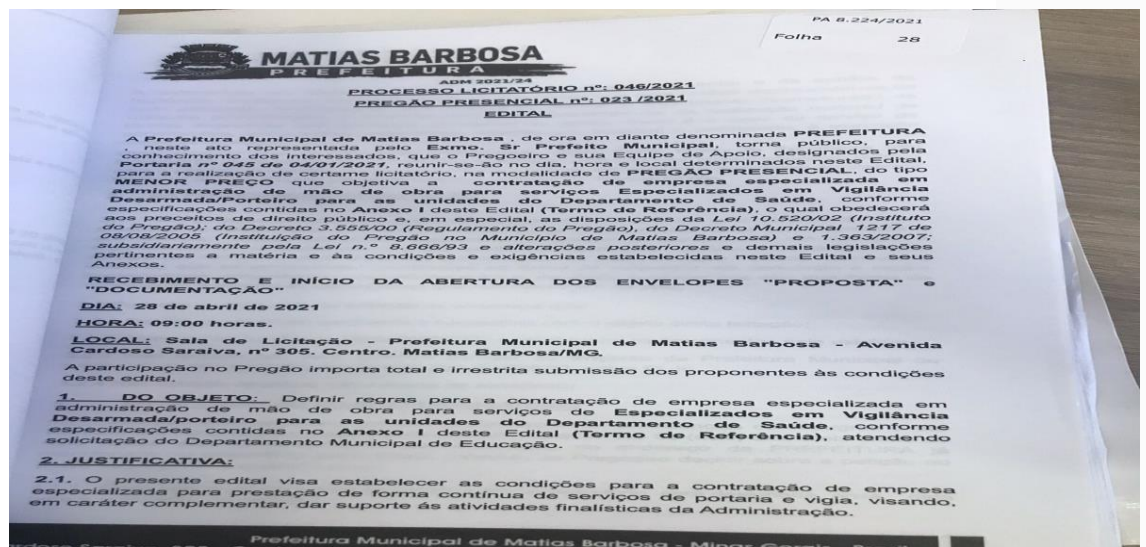 PA 8.224/2021
Folha 28
MATIAS BARBOSA
PREFEITURA
ADM 2021/24
PROCESSO LICITATÓRIO nº: 046/2021
PREGÃO PRESENCIAL nº: 023 /2021
EDITAL
A Prefeitura Municipal de Matias Barbosa , de ora em diante denominada PREFEITURA
, neste ato representada pelo Exmo. Sr Prefeito Municipal, torna público, para
conhecimento dos interessados, que o Pregoeiro e sua Equipe de Apoio, designados pela
Portaria nº 045 de 04/01/2021, reunir-se-ão no dia, hora e local determinados neste Edital,
para a realização de certame licitatório, na modalidade de PREGÃO PRESENCIAL, do tipo
MENOR PREÇO que objetiva a contratação de empresa especializada em
administração de mão de obra para serviços Especializados em Vigilância
Desarmada/Porteiro para as unidades do Departamento de Saúde, conforme
especificações contidas no Anexo I deste Edital (Termo de Referência), o qual obedecerá
aos preceitos de direito público e, em especial, as disposições da Lei 10.520/02 (Instituto
do Pregão); do Decreto 3.555/00 (Regulamento do Pregão), do Decreto Municipal 1217 de
08/08/2005 (Instituição do Pregão no Município de Matias Barbosa) e 1.363/2007;
subsidiariamente pela Lei n.º 8.666/93 e alterações posteriores e demais legislações
pertinentes a matéria e às condições e exigências estabelecidas neste Edital e seus
Anexos.
RECEBIMENTO E INÍCIO DA ABERTURA DOS ENVELOPES "PROPOSTA" e
"DOCUMENTAÇÃO"
DIA: 28 de abril de 2021
HORA: 09:00 horas.
LOCAL: Sala de Licitação - Prefeitura Municipal de Matias Barbosa - Avenida
Cardoso Saraiva, nº 305. Centro. Matias Barbosa/MG.
A participação no Pregão importa total e irrestrita submissão dos proponentes às condições
deste edital.
1. DO OBJETO: Definir regras para a contratação de empresa especializada em
administração de mão de obra para serviços de Especializados em Vigilância
Desarmada/porteiro para as unidades do Departamento de Saúde, conforme
especificações contidas no Anexo I deste Edital (Termo de Referência), atendendo
solicitação do Departamento Municipal de Educação.
2. JUSTIFICATIVA:
2.1. O presente edital visa estabelecer as condições para a contratação de empresa
especializada para prestação de forma contínua de serviços de portaria e vigia, visando,
em caráter complementar, dar suporte ás atividades finalísticas da Administração.
Prefeitura Municipal de Matias Barbosa - Minas Gerais